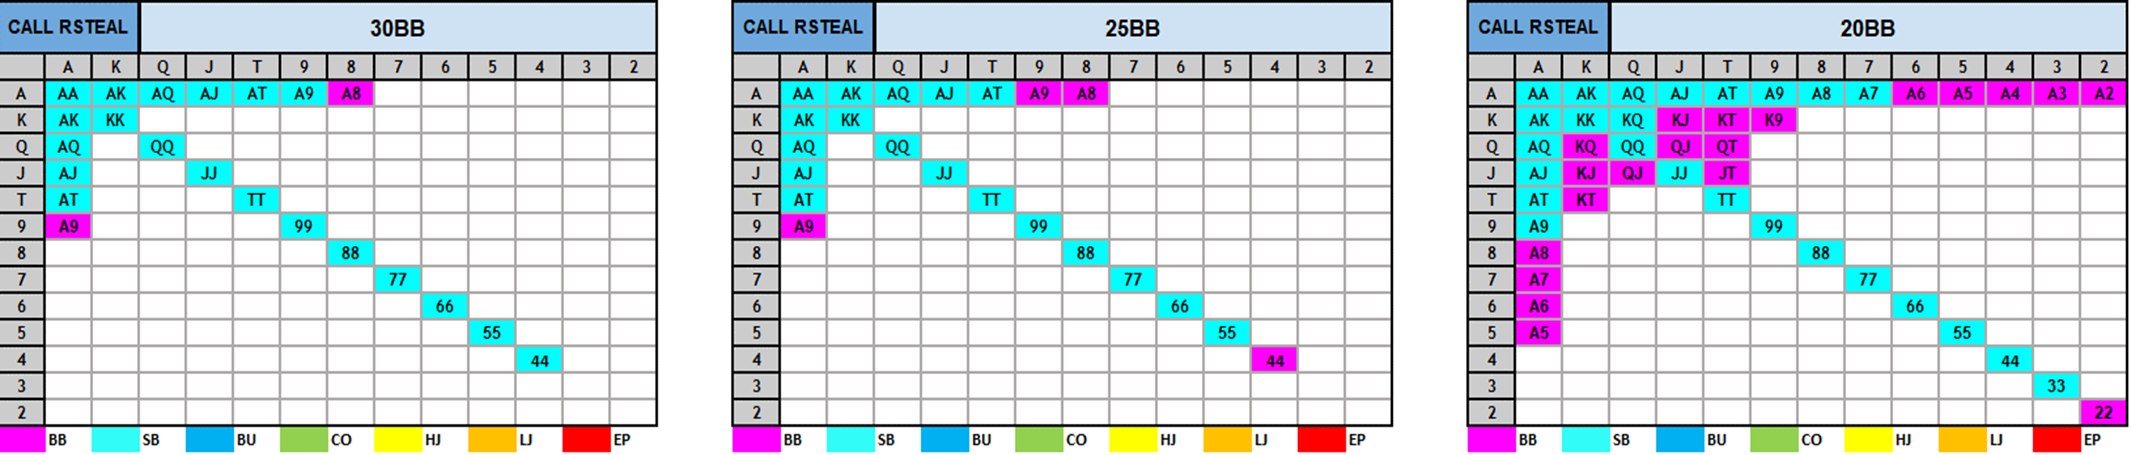 CALL RSTEAL 30BB
A K Q J T 9 8 7 6 5 4 3 2
A AA AK AQ AJ AT A9 A8
K AK KK
Q AQ QQ
J AJ JJ
T AT TT
9 A9 99
8 88
7 77
6 66
5 55
4 44
3
2
BB SB BU CO HJ LJ EP
CALL RSTEAL 25BB
A K Q J T 9 8 7 6 5 4 3 2
A AA AK AQ AJ AT A9 A8
K AK KK
Q AQ QQ
J AJ JJ
T AT TT
9 A9 99
8 88
7 77
6 66
5 55
4 44
3
2
BB SB BU CO HJ LJ EP
CALL RSTEAL 20BB
A K Q J T 9 8 7 6 5 4 3 2
A AA AK AQ AJ AT A9 A8 A7 A6 A5 A4 A3 A2
K AK KK KQ KJ KT K9
Q AQ KQ QQ QJ QT
J AJ KJ QJ JJ JT
T AT KT TT
9 A9 99
8 A8 88
7 A7 77
6 A6 66
5 A5 55
4 44
3 33
2 22
BB SB BU CO HJ LJ EP